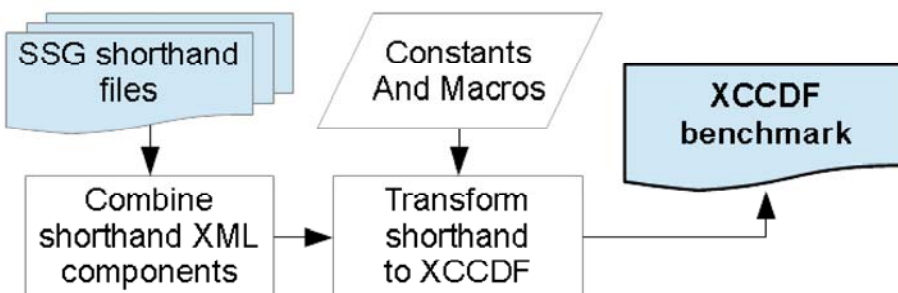 SSG shorthand
files
Constants
And Macros
XCCDF
benchmark
Combine
shorthand XML
components
Transform
shorthand
to XCCDF